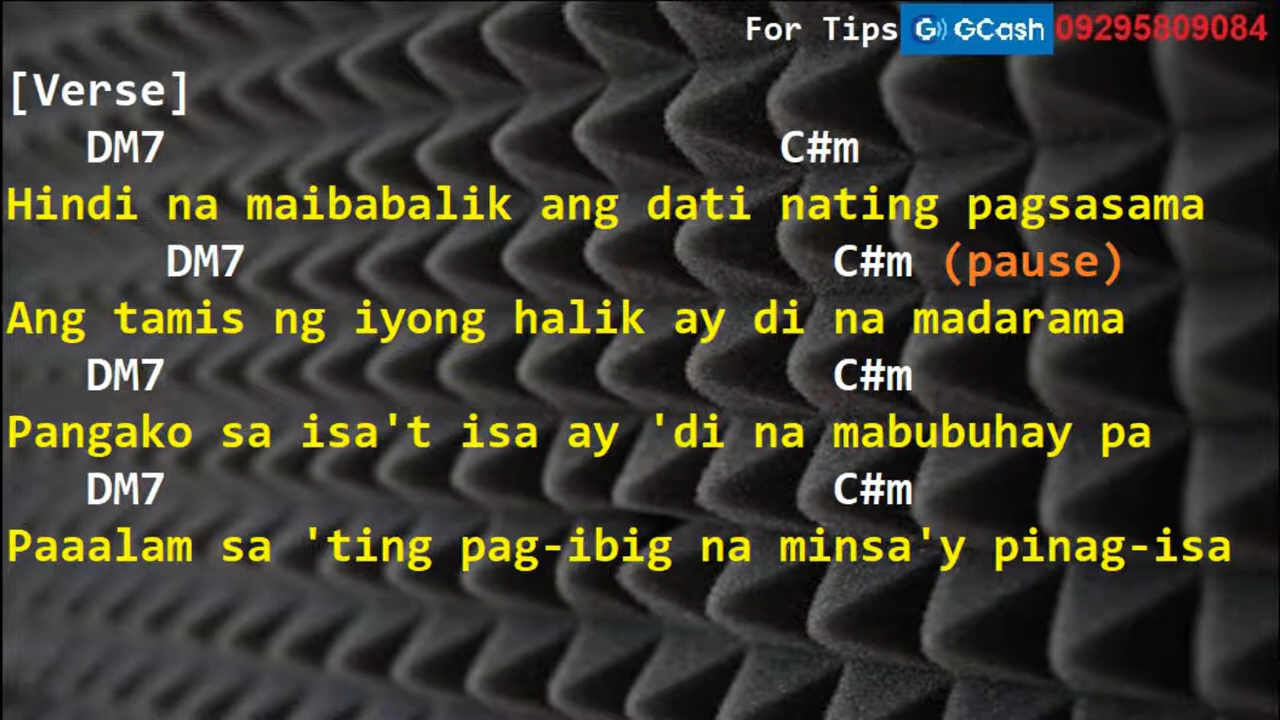 For Tips GCash 09295809084
[Verse]
DM7 C#m
Hindi na maibabalik ang dati nating pagsasama
DM7 C#m (pause)
Ang tamis ng iyong halik ay di na madarama
DM7 C#m
Pangako sa isa't isa ay 'di na mabubuhay pa
DM7 C#m
Paaalam sa 'ting pag-ibig na minsa'y pinag-isa